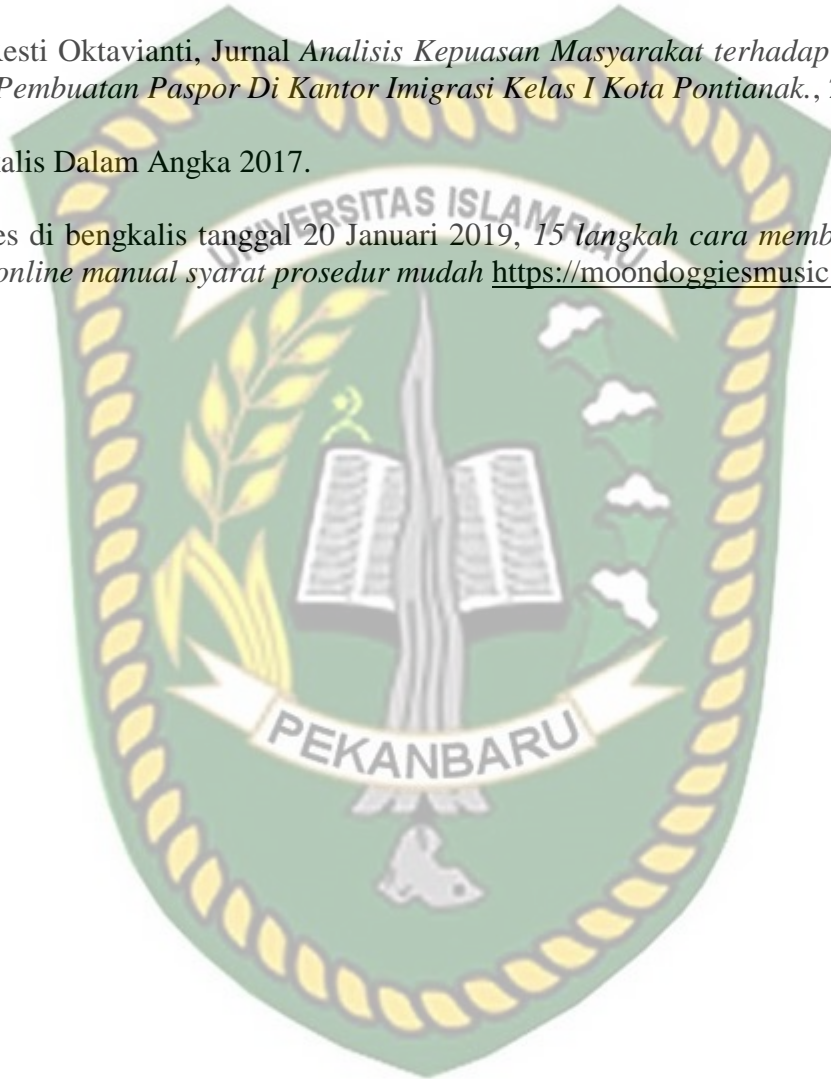 esti Oktavianti, Jurnal Analisis Kepuasan Masyarakat terhadap
Pembuatan Paspor Di Kantor Imigrasi Kelas I Kota Pontianak.,
alis Dalam Angka 2017.
es di bengkalis tanggal 20 Januari 2019, 15 langkah cara memb
online manual syarat prosedur mudah https://moondoggiesmusic
UNIVERSITAS ISLAM RIAU
PEKANBARU